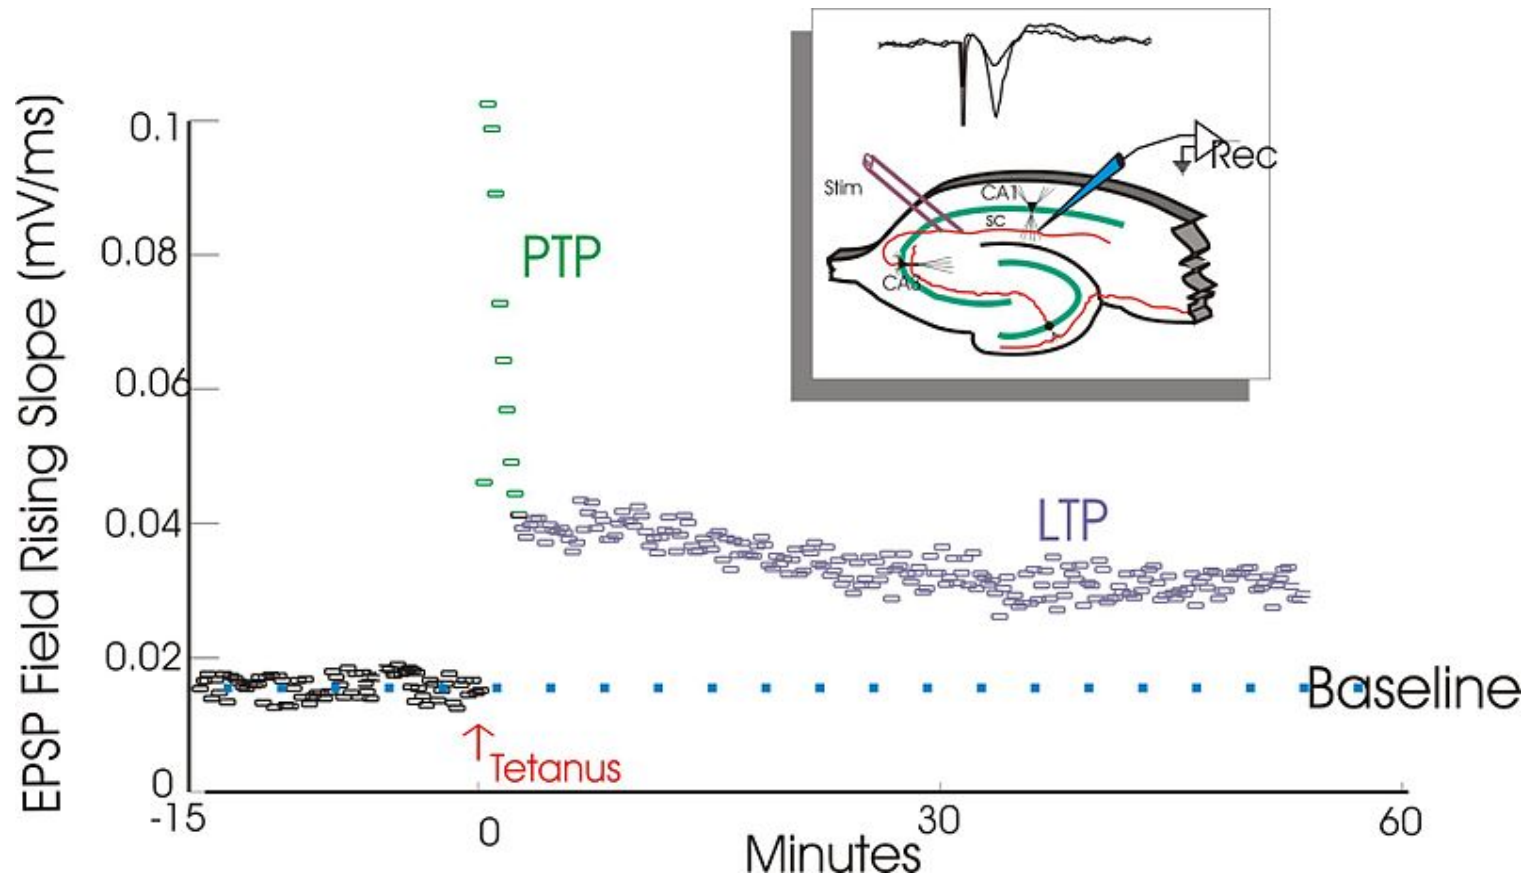 EPSP Field Rising Slope (mV/ms)
0.1
0.08
0.06
0.04
0.02
0
-15
0
30
60
Minutes
PTP
LTP
Baseline
Tetanus
Stim
Rec
CA1
SC
CA3